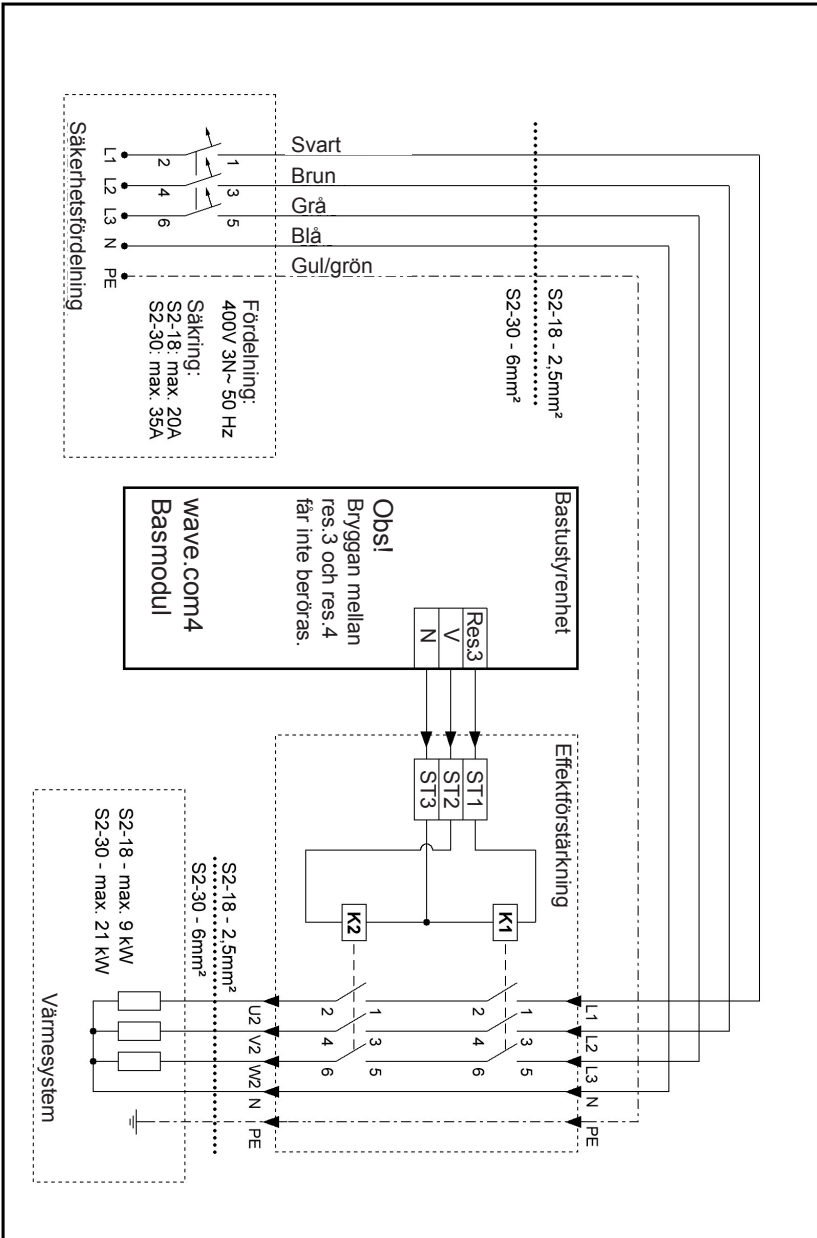 Säkerhetsfördelning
L1
L2
L3
N
PE
2
4
6
1
3
5
Svart
Brun
Grå
Blå
Gul/grön
Fördelning:
400V 3N~ 50 Hz
Säkring:
S2-18: max. 20A
S2-30: max. 35A
S2-18 - 2,5mm²
S2-30 - 6mm²
Bastustyrenhet
Obs!
Bryggan mellan
res.3 och res.4
får inte beröras.
wave.com4
Basmodul
Res.3
V
N
Effektförstärkning
ST1
ST2
ST3
K1
K2
L1
L2
L3
N
PE
1
3
5
2
4
6
1
3
5
2
4
6
U2
V2
W2
N
PE
S2-18 - 2,5mm²
S2-30 - 6mm²
S2-18 - max. 9 kW
S2-30 - max. 21 kW
Värmesystem